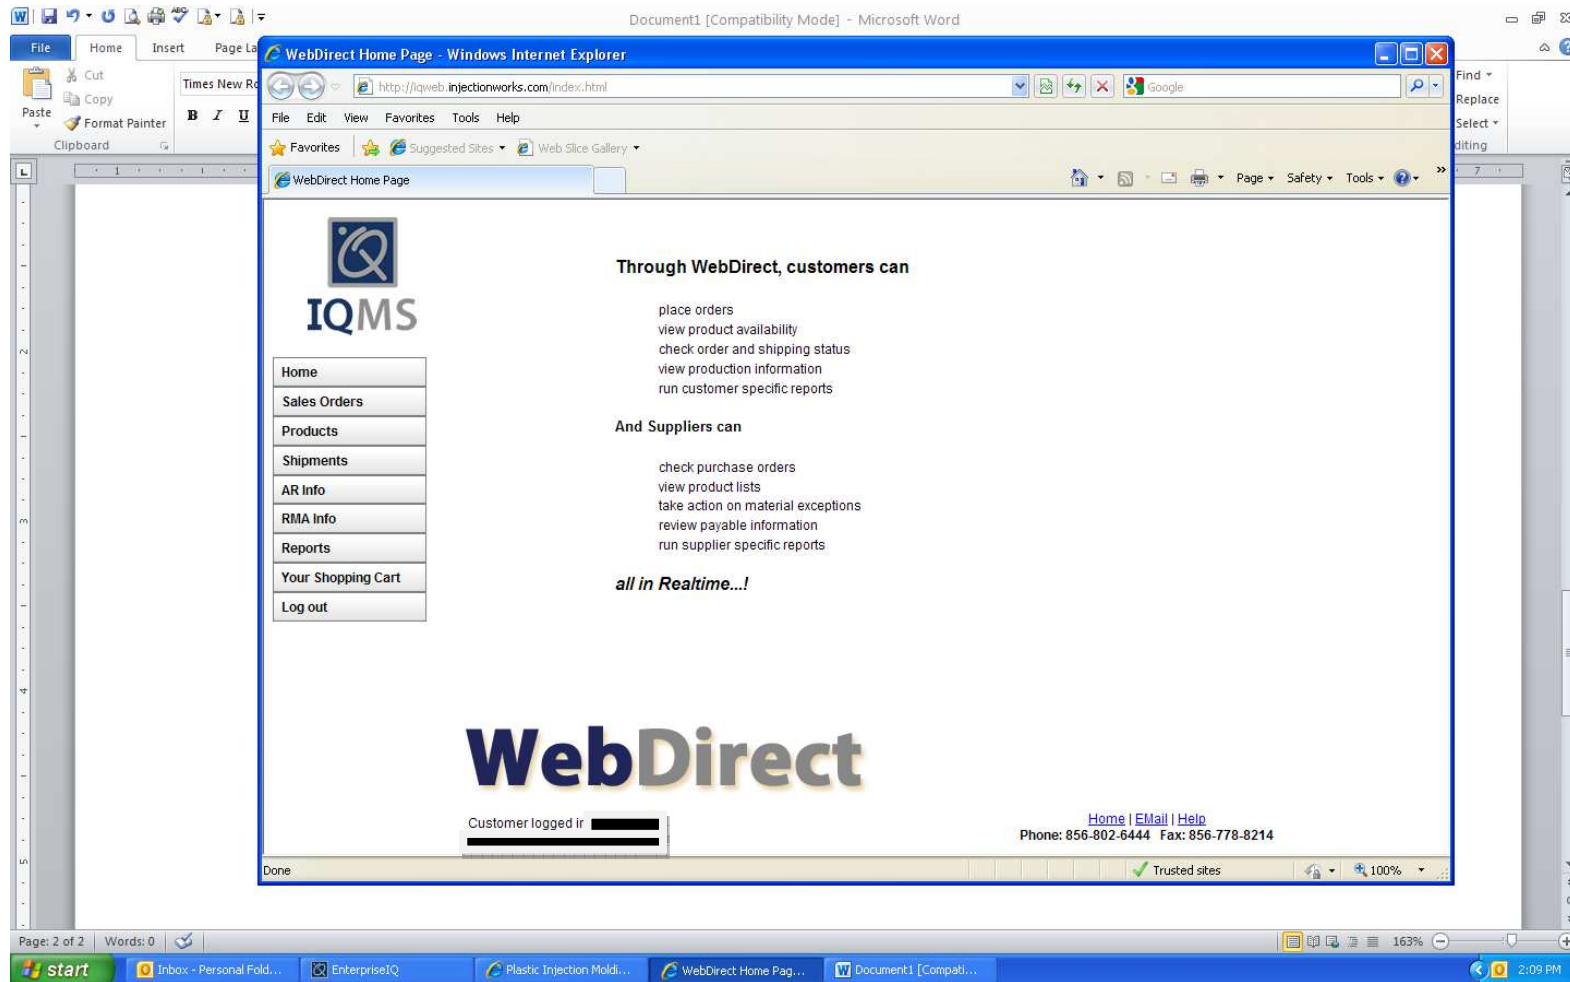 Document1 [Compatibility Mode] - Microsoft Word
File Home Insert Page La
Cut
Copy
Paste
Format Painter
Clipboard
Times New Ro
B I U
Find
Replace
Select
diting
WebDirect Home Page - Windows Internet Explorer
http://iqweb.injectionworks.com/index.html
Google
File Edit View Favorites Tools Help
Favorites Suggested Sites Web Slice Gallery
WebDirect Home Page
Page Safety Tools
IQMS
Home
Sales Orders
Products
Shipments
AR Info
RMA Info
Reports
Your Shopping Cart
Log out
Through WebDirect, customers can
place orders
view product availability
check order and shipping status
view production information
run customer specific reports
And Suppliers can
check purchase orders
view product lists
take action on material exceptions
review payable information
run supplier specific reports
all in Realtime...!
WebDirect
Customer logged ir
Home | EMail | Help
Phone: 856-802-6444 Fax: 856-778-8214
Done
Trusted sites
100%
Page: 2 of 2 Words: 0
163%
start
Inbox - Personal Fold...
EnterpriseIQ
Plastic Injection Moldi...
WebDirect Home Pag...
Document1 [Compati...
2:09 PM